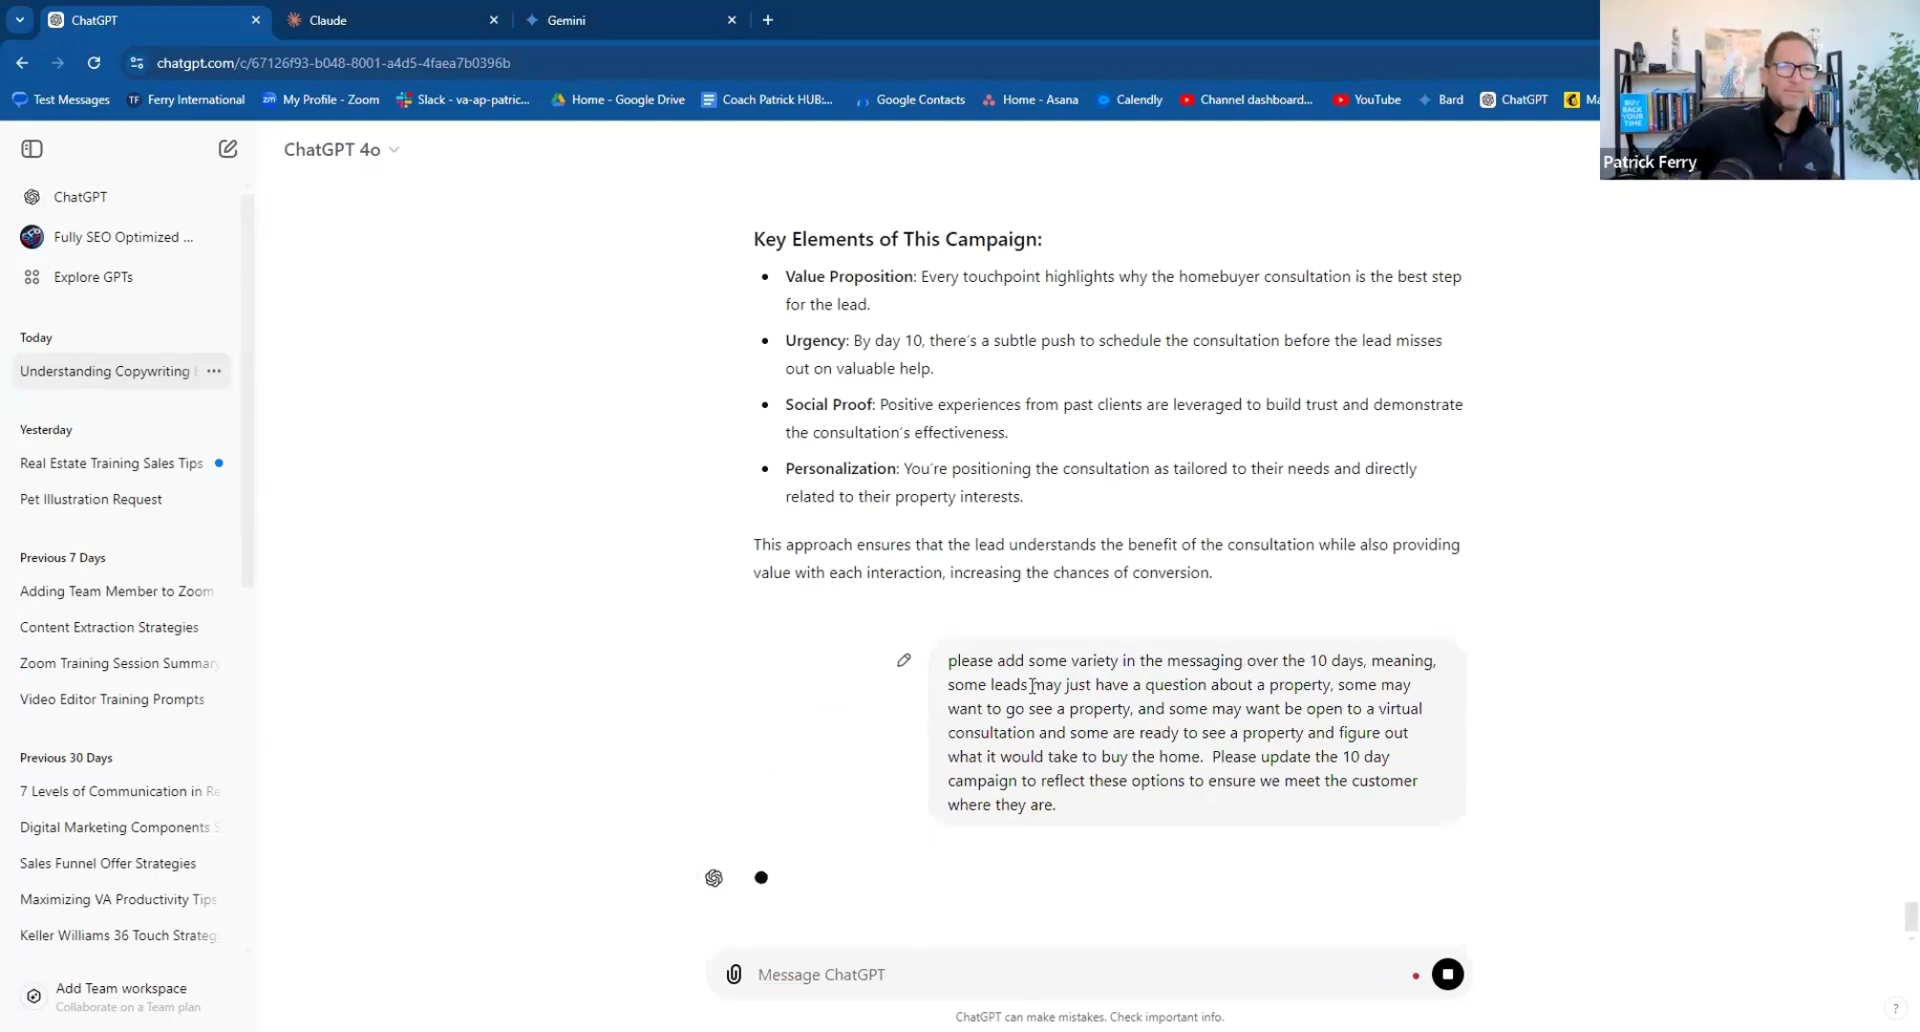 ChatGPT
Claude
Gemini
chatgpt.com/c/67126f93-b048-8001-a4d5-4faea7b0396b
Test Messages
TF Ferry International
zm My Profile - Zoom
Slack - va-ap-patric...
Home - Google Drive
Coach Patrick HUB:...
Google Contacts
Home - Asana
Calendly
Channel dashboard...
YouTube
Bard
ChatGPT
Ma
BUY BACK YOUR TIME
Patrick Ferry
ChatGPT 4o
ChatGPT
Fully SEO Optimized ...
Explore GPTs
Today
Understanding Copywriting
Yesterday
Real Estate Training Sales Tips
Pet Illustration Request
Previous 7 Days
Adding Team Member to Zoom
Content Extraction Strategies
Zoom Training Session Summary
Video Editor Training Prompts
Previous 30 Days
7 Levels of Communication in Re
Digital Marketing Components S
Sales Funnel Offer Strategies
Maximizing VA Productivity Tips
Keller Williams 36 Touch Strateg
Add Team workspace
Collaborate on a Team plan
Key Elements of This Campaign:
• Value Proposition: Every touchpoint highlights why the homebuyer consultation is the best step
for the lead.
• Urgency: By day 10, there's a subtle push to schedule the consultation before the lead misses
out on valuable help.
• Social Proof: Positive experiences from past clients are leveraged to build trust and demonstrate
the consultation's effectiveness.
• Personalization: You're positioning the consultation as tailored to their needs and directly
related to their property interests.
This approach ensures that the lead understands the benefit of the consultation while also providing
value with each interaction, increasing the chances of conversion.
please add some variety in the messaging over the 10 days, meaning,
some leads may just have a question about a property, some may
want to go see a property, and some may want be open to a virtual
consultation and some are ready to see a property and figure out
what it would take to buy the home.  Please update the 10 day
campaign to reflect these options to ensure we meet the customer
where they are.
Message ChatGPT
ChatGPT can make mistakes. Check important info.
?